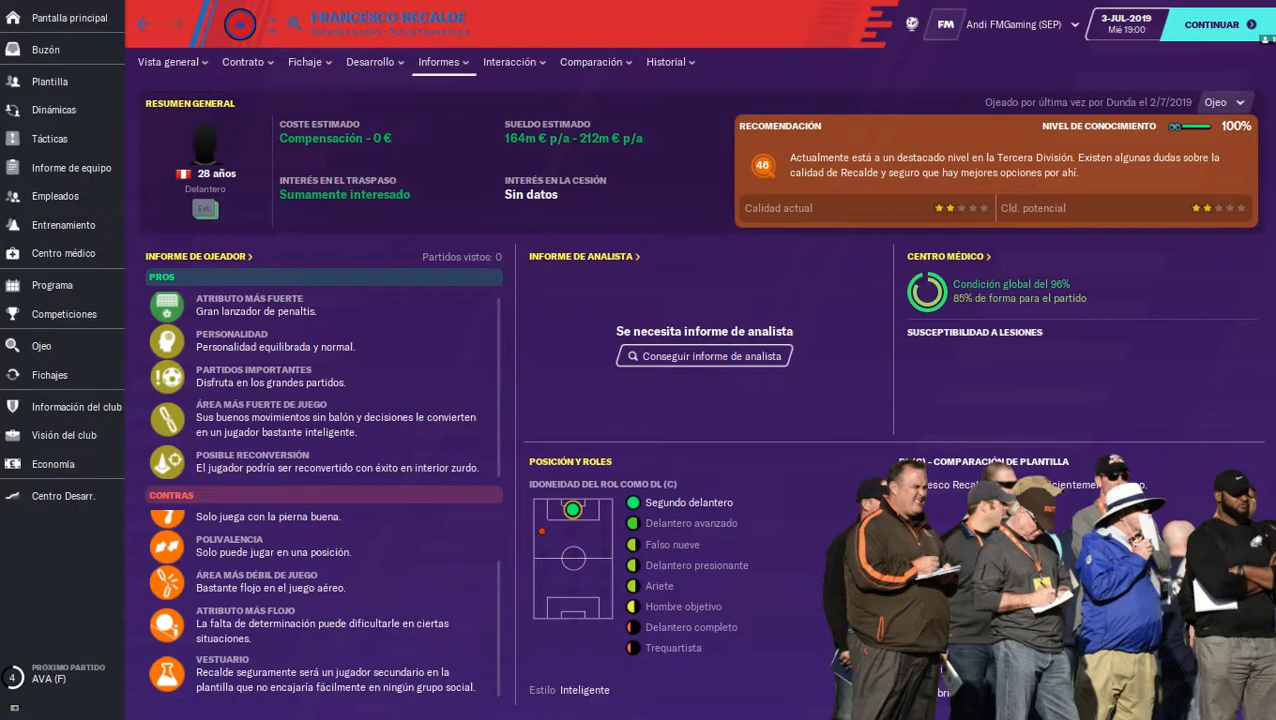 Portal principal
FRANCESCO RECALDE
FM
Andi FMGaming (SEP)
3-JUL-2019
Mié 19:00
CONTINUAR
Buzón
Plantilla
Dinámicas
Tácticas
Informe de equipo
Empleados
Entrenamiento
Centro médico
Programa
Competiciones
Ojeo
Fichajes
Información del club
Visión del club
Economía
Centro Desarr.
PRÓXIMO PARTIDO
4
AVA (F)
Vista general
Contrato
Fichaje
Desarrollo
Informes
Interacción
Comparación
Historial
RESUMEN GENERAL
Ojeado por última vez por Dunda el 2/7/2019
Ojeo
28 años
Delantero
Ext
COSTE ESTIMADO
Compensación - 0 €
SUELDO ESTIMADO
164m € p/a - 212m € p/a
INTERÉS EN EL TRASPASO
Sumamente interesado
INTERÉS EN LA CESIÓN
Sin datos
RECOMENDACIÓN
NIVEL DE CONOCIMIENTO
100%
46
Actualmente está a un destacado nivel en la Tercera División. Existen algunas dudas sobre la
calidad de Recalde y seguro que hay mejores opciones por ahí.
Calidad actual
Cld. potencial
INFORME DE OJEADOR
Partidos vistos: 0
PROS
ATRIBUTO MÁS FUERTE
Gran lanzador de penaltis.
PERSONALIDAD
Personalidad equilibrada y normal.
PARTIDOS IMPORTANTES
Disfruta en los grandes partidos.
ÁREA MÁS FUERTE DE JUEGO
Sus buenos movimientos sin balón y decisiones le convierten
en un jugador bastante inteligente.
POSIBLE RECONVERSIÓN
El jugador podría ser reconvertido con éxito en interior zurdo.
CONTRAS
Solo juega con la pierna buena.
POLIVALENCIA
Solo puede jugar en una posición.
ÁREA MÁS DÉBIL DE JUEGO
Bastante flojo en el juego aéreo.
ATRIBUTO MÁS FLOJO
La falta de determinación puede dificultarle en ciertas
situaciones.
VESTUARIO
Recalde seguramente será un jugador secundario en la
plantilla que no encajaría fácilmente en ningún grupo social.
INFORME DE ANALISTA
Se necesita informe de analista
Conseguir informe de analista
CENTRO MÉDICO
Condición global del 96%
85% de forma para el partido
SUSCEPTIBILIDAD A LESIONES
POSICIÓN Y ROLES
IDONEIDAD DEL ROL COMO DL (C)
Segundo delantero
Delantero avanzado
Falso nueve
Delantero presionante
Ariete
Hombre objetivo
Delantero completo
Trequartista
Estilo Inteligente
(C) - COMPARACIÓN DE PLANTILLA